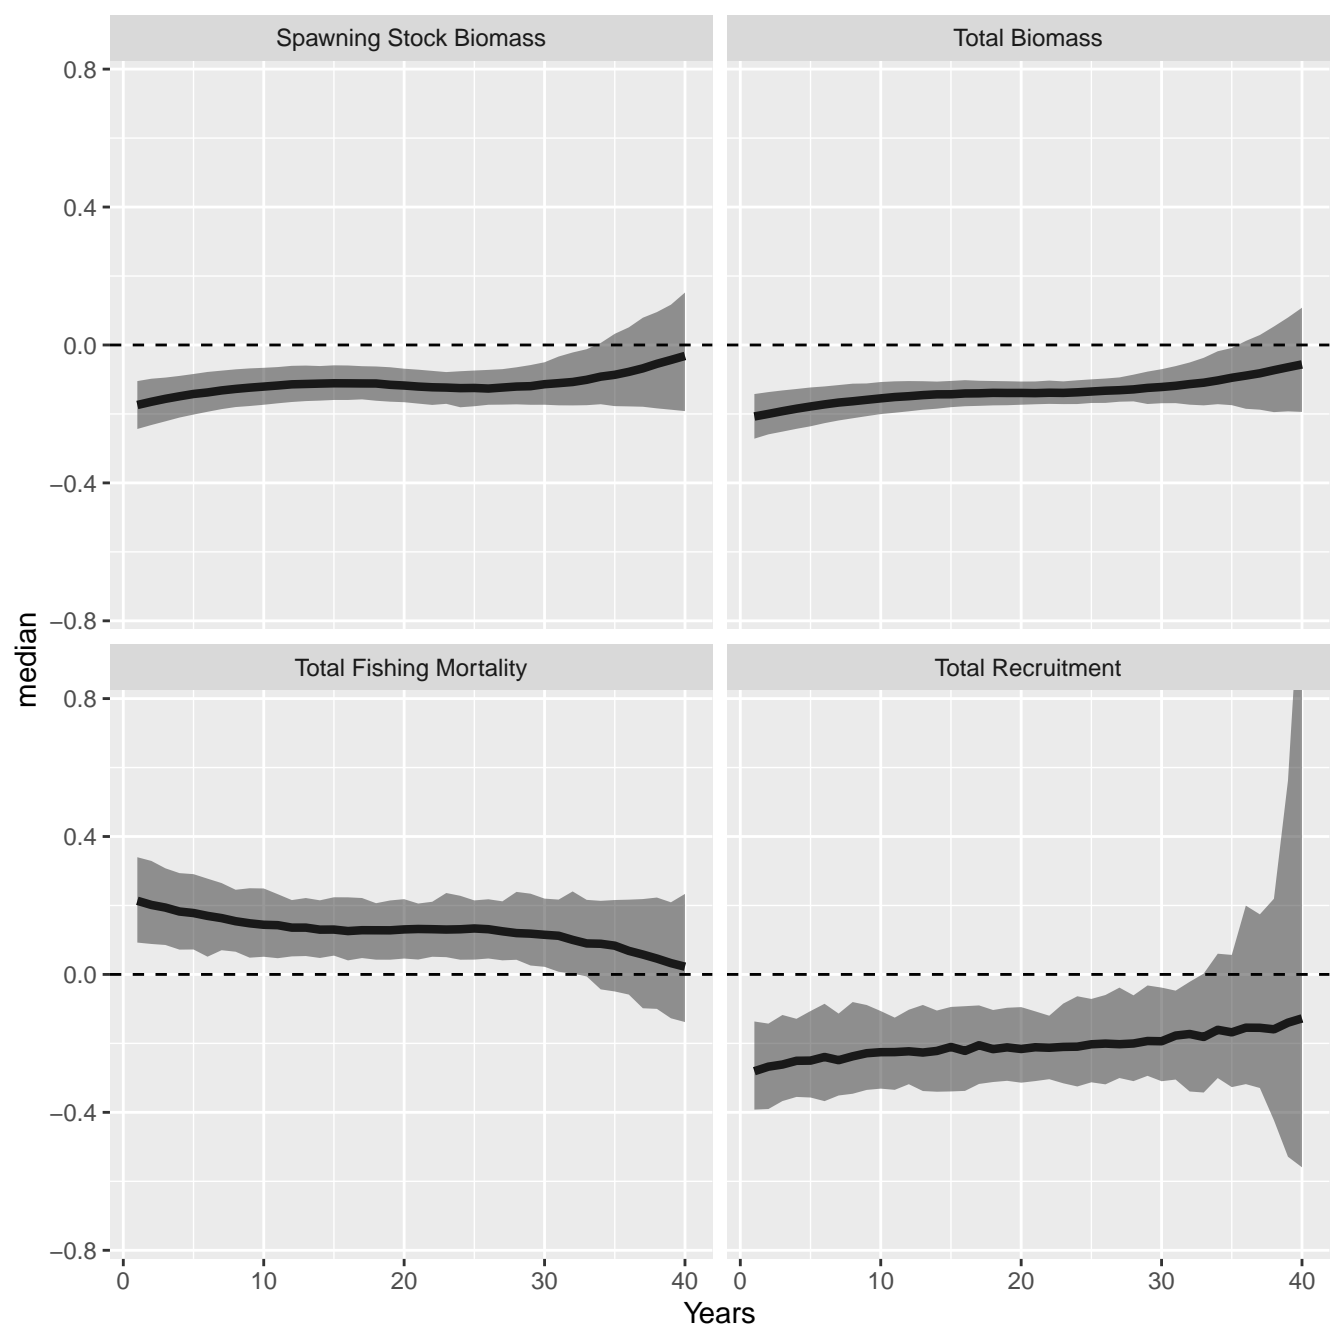 Spawning Stock Biomass
Total Biomass
0.8
0.4
0.0
−0.4
−0.8
median
Total Fishing Mortality
Total Recruitment
0.8
0.4
0.0
−0.4
−0.8
0 10 20 30 40
0 10 20 30 40
Years